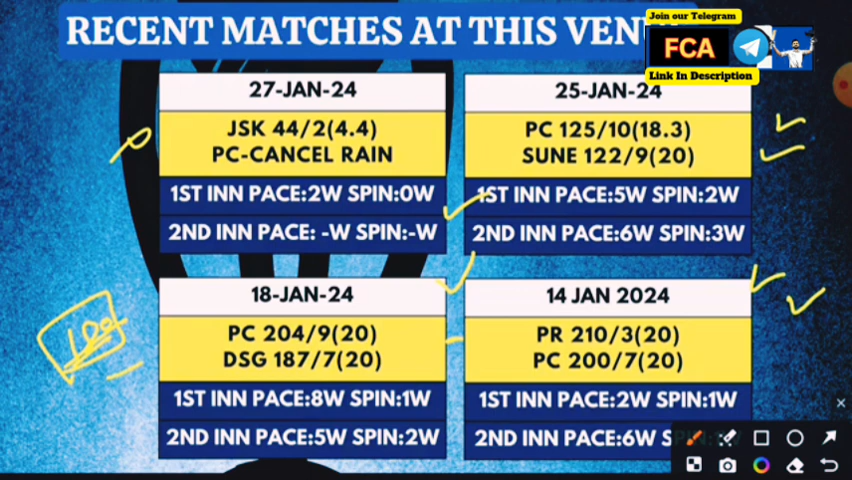 RECENT MATCHES AT THIS VENU
Join our Telegram
FCA
Link In Description
27-JAN-24
JSK 44/2(4.4)
PC-CANCEL RAIN
1ST INN PACE:2W SPIN:0W
2ND INN PACE: -W SPIN:-W
25-JAN-24
PC 125/10(18.3)
SUNE 122/9(20)
1ST INN PACE:5W SPIN:2W
2ND INN PACE:6W SPIN:3W
18-JAN-24
PC 204/9(20)
DSG 187/7(20)
1ST INN PACE:8W SPIN:1W
2ND INN PACE:5W SPIN:2W
14 JAN 2024
PR 210/3(20)
PC 200/7(20)
1ST INN PACE:2W SPIN:1W
2ND INN PACE:6W